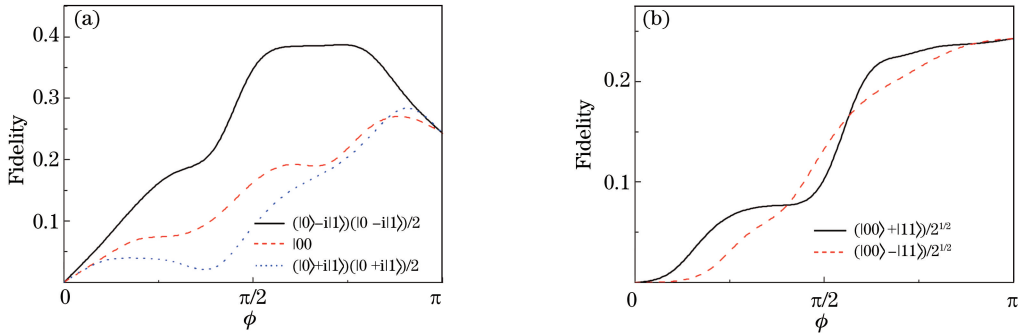 (a)
0.4
0.3
0.2
0.1
Fidelity
(|0⟩−i|1⟩)(|0 −i|1⟩)/2
|00
(|0⟩+i|1⟩)(|0 +i|1⟩)/2
0
π/2
π
ϕ
(b)
0.2
0.1
Fidelity
(|00⟩+|11⟩)/2^{1/2}
(|00⟩−|11⟩)/2^{1/2}
0
π/2
π
ϕ